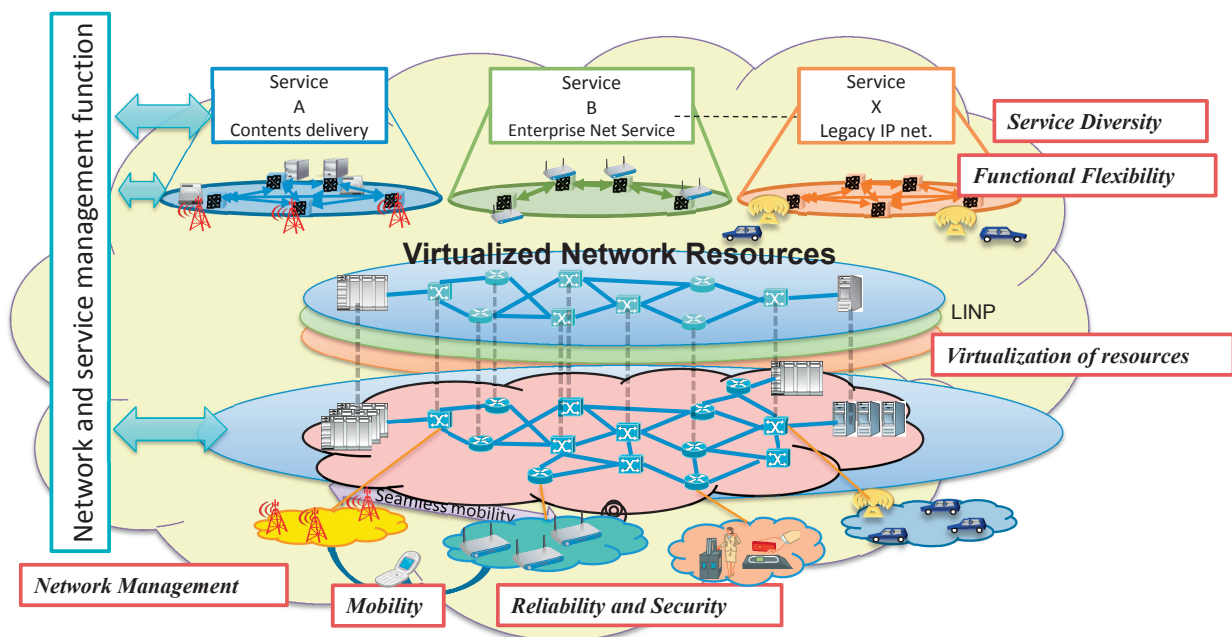 Network and service management function
Service
A
Contents delivery
Service
B
Enterprise Net Service
Service
X
Legacy IP net.
Service Diversity
Functional Flexibility
Virtualized Network Resources
LINP
Virtualization of resources
Seamless mobility
Network Management
Mobility
Reliability and Security